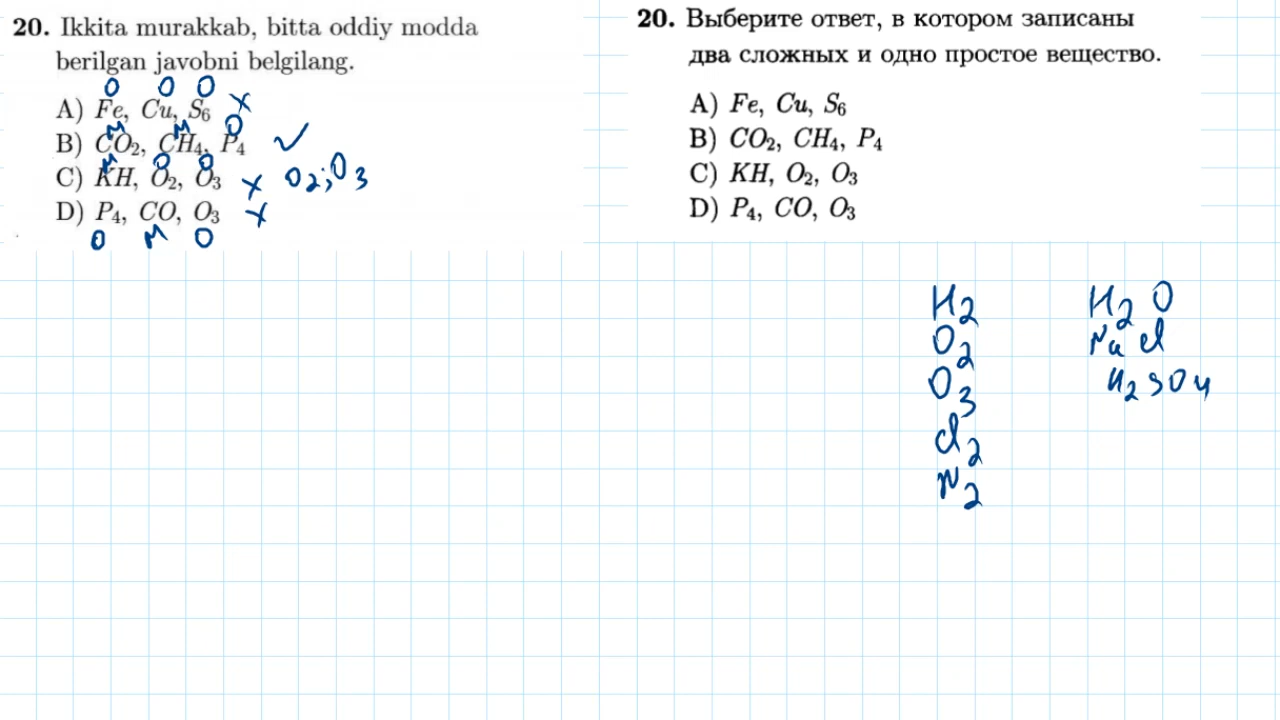 20. Ikkita murakkab, bitta oddiy modda
berilgan javobni belgilang.
O O O
A) Fe, Cu, S₆ ×
M M O
B) CO₂, CH₄, P₄ ✓
M O O
C) KH, O₂, O₃ × O₂; O₃
D) P₄, CO, O₃ ×
O M O
20. Выберите ответ, в котором записаны
два сложных и одно простое вещество.
A) Fe, Cu, S₆
B) CO₂, CH₄, P₄
C) KH, O₂, O₃
D) P₄, CO, O₃
H₂
O₂
O₃
Cl₂
N₂
H₂O
NaCl
H₂SO₄